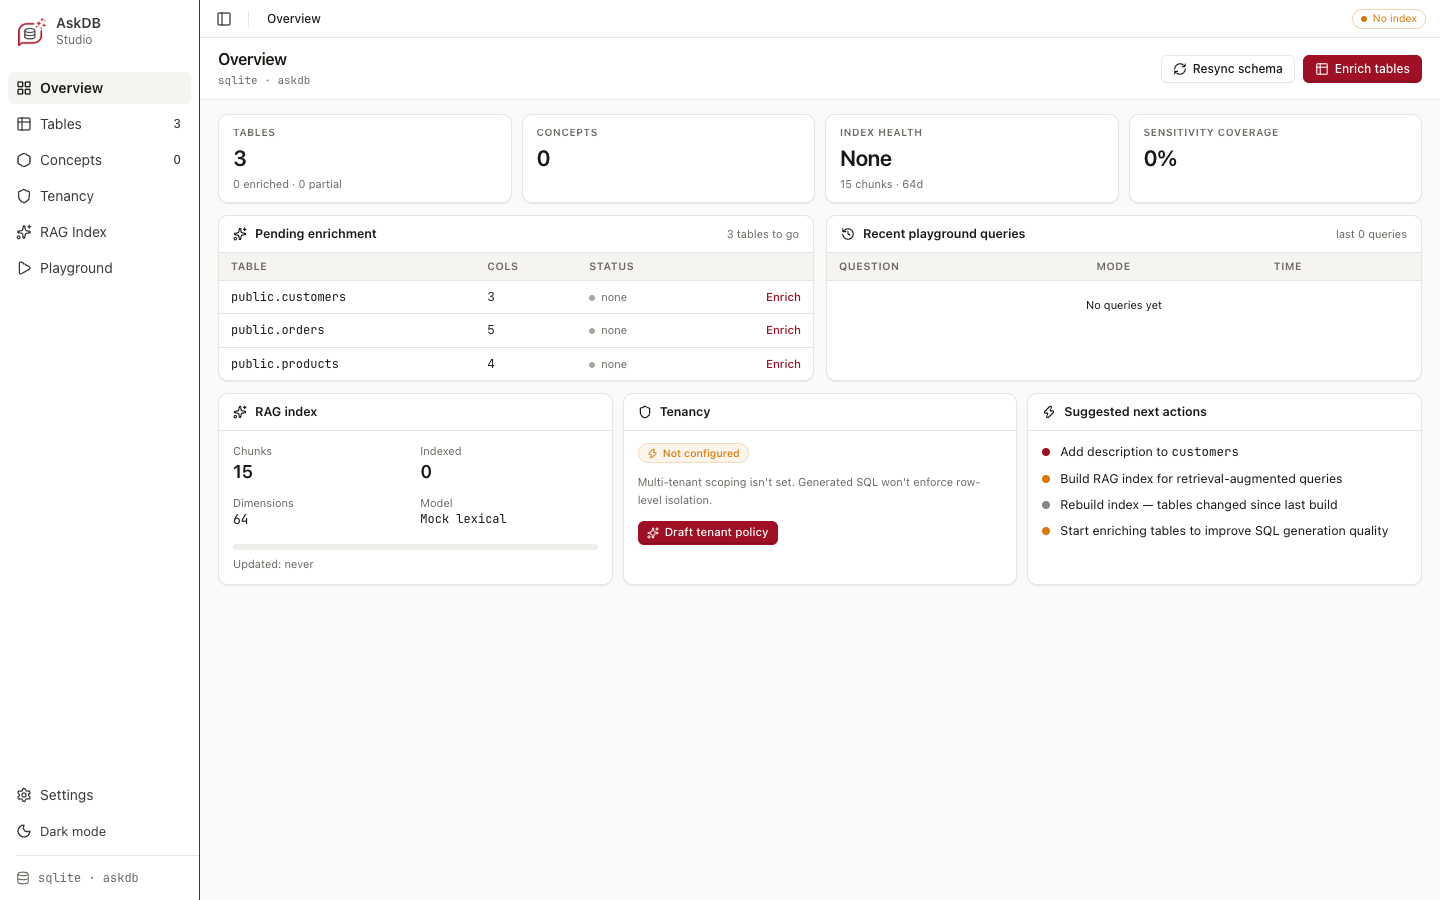 AskDB
Studio
Overview
Tables 3
Concepts 0
Tenancy
RAG Index
Playground
Settings
Dark mode
sqlite · askdb
Overview
No index
Overview
sqlite · askdb
Resync schema
Enrich tables
TABLES
3
0 enriched · 0 partial
CONCEPTS
0
INDEX HEALTH
None
15 chunks · 64d
SENSITIVITY COVERAGE
0%
Pending enrichment 3 tables to go
TABLE COLS STATUS
public.customers 3 none Enrich
public.orders 5 none Enrich
public.products 4 none Enrich
Recent playground queries last 0 queries
QUESTION MODE TIME
No queries yet
RAG index
Chunks Indexed
15 0
Dimensions Model
64 Mock lexical
Updated: never
Tenancy
Not configured
Multi-tenant scoping isn't set. Generated SQL won't enforce row-
level isolation.
Draft tenant policy
Suggested next actions
Add description to customers
Build RAG index for retrieval-augmented queries
Rebuild index — tables changed since last build
Start enriching tables to improve SQL generation quality